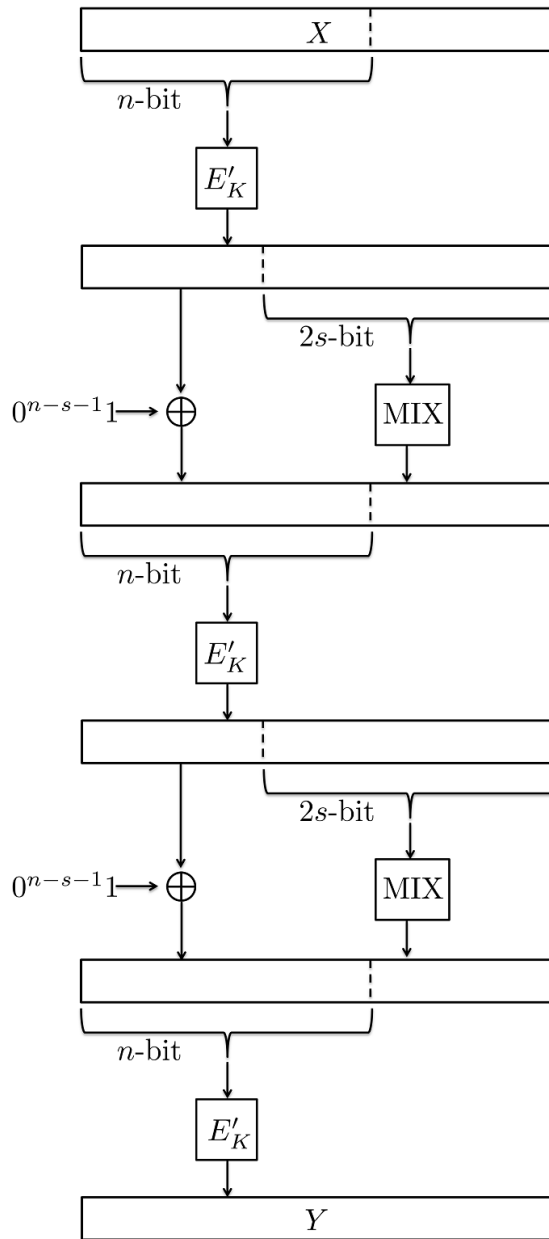 X
n-bit
E′_K
2s-bit
0^{n−s−1}1
MIX
n-bit
E′_K
2s-bit
0^{n−s−1}1
MIX
n-bit
E′_K
Y